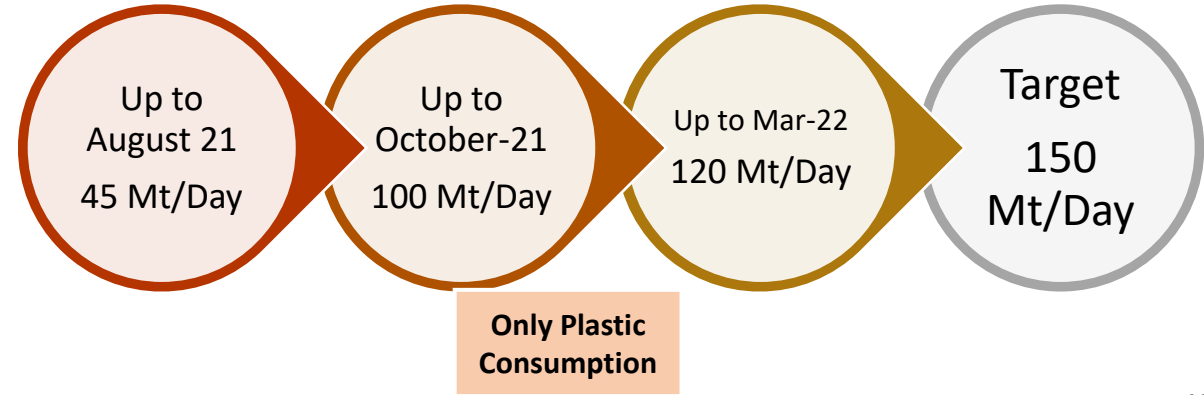 Up to
August 21
45 Mt/Day
Up to
October-21
100 Mt/Day
Up to Mar-22
120 Mt/Day
Target
150
Mt/Day
Only Plastic
Consumption